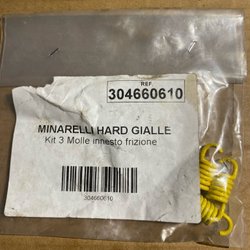 REF
304660610
MINARELLI HARD GIALLE
Kit 3 Molle innesto frizione
304660610